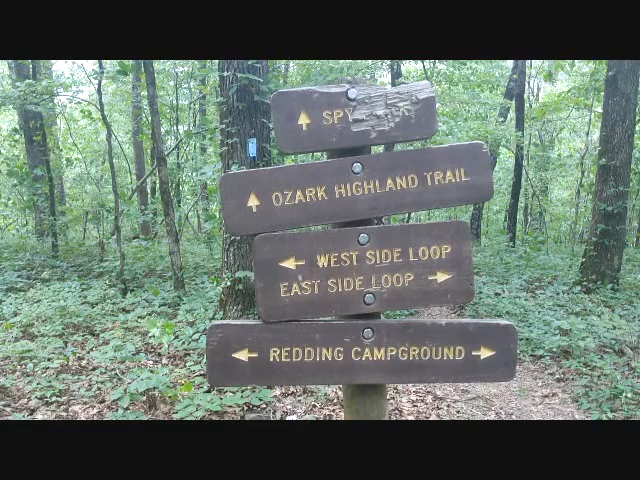 SPY
OZARK HIGHLAND TRAIL
WEST SIDE LOOP
EAST SIDE LOOP
REDDING CAMPGROUND